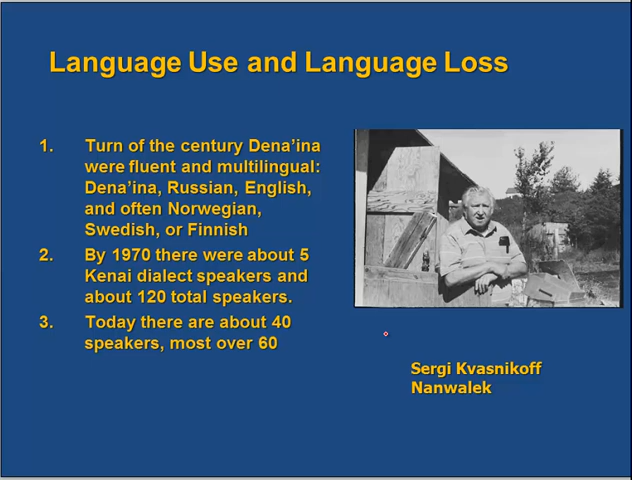 Language Use and Language Loss
1. Turn of the century Dena'ina
were fluent and multilingual:
Dena'ina, Russian, English,
and often Norwegian,
Swedish, or Finnish
2. By 1970 there were about 5
Kenai dialect speakers and
about 120 total speakers.
3. Today there are about 40
speakers, most over 60
Sergi Kvasnikoff
Nanwalek